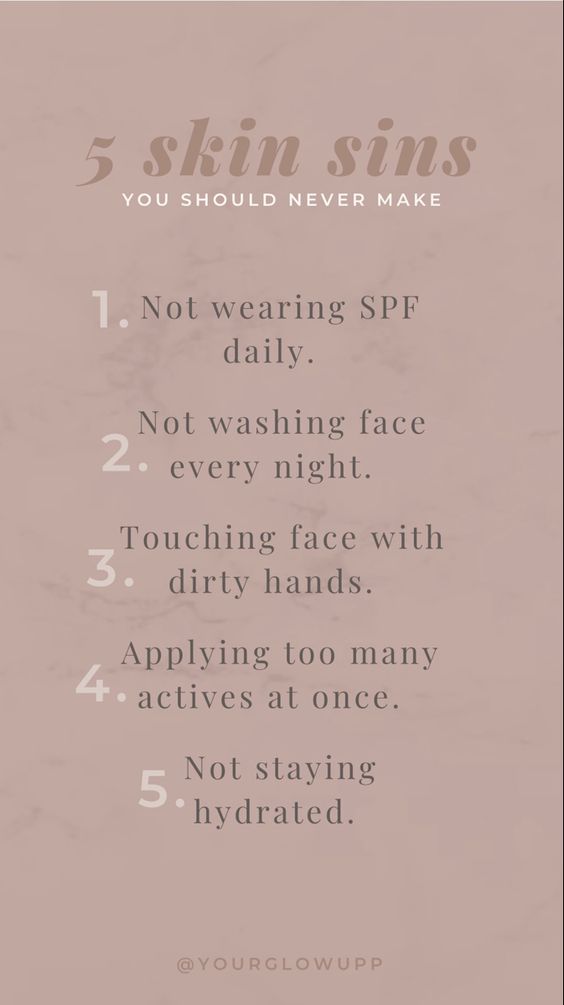 5 skin sins
YOU SHOULD NEVER MAKE
1. Not wearing SPF
daily.
2. Not washing face
every night.
3. Touching face with
dirty hands.
4. Applying too many
actives at once.
5. Not staying
hydrated.
@YOURGLOWUPP